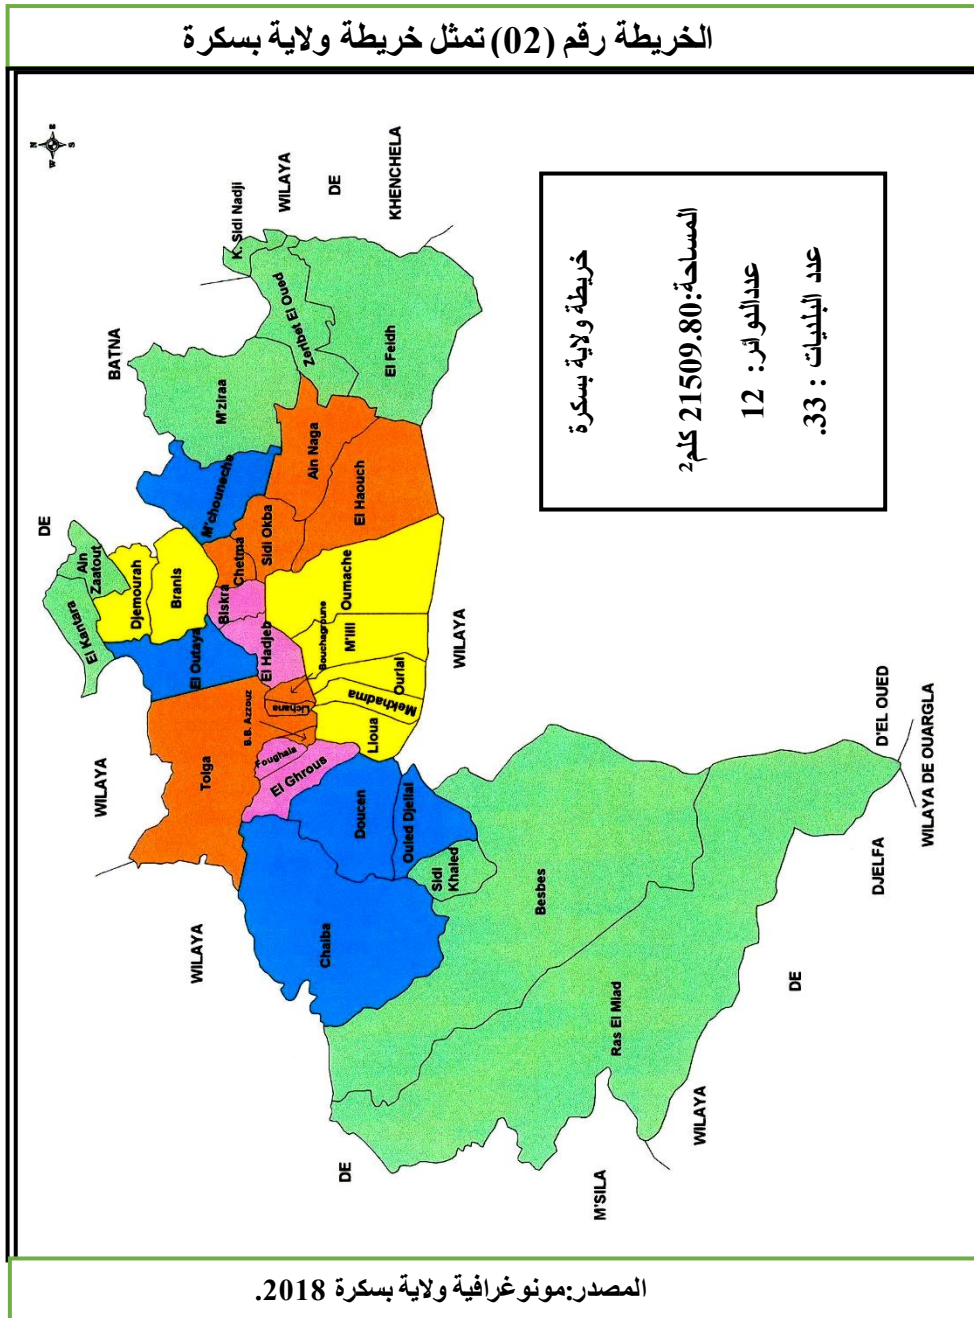 الخريطة رقم (02) تمثل خريطة ولاية بسكرة
N
E
S
W
K. Sidi Nadji
WILAYA
DE
KHENCHELA
BATNA
Zeribet El Oued
El Feidh
M'ziraa
DE
M'chouneche
Ain Naga
El Haouch
Ain
Zaatout
El Kantara
Djemourah
Branis
Chetma
Sidi Okba
Biskra
Oumache
El Outaya
El Hadjeb
Bouchagroune
M'lili
Ourlal
Mekhadma
Lichana
B.B. Azzouz
Lioua
WILAYA
WILAYA
Tolga
Foughala
El Ghrous
Doucen
Ouled Djellal
Sidi
Khaled
Chaiba
Besbes
WILAYA
Ras El Miad
DE
M'SILA
WILAYA
DE
DJELFA
D'EL OUED
WILAYA DE OUARGLA
خريطة ولاية بسكرة
المساحة:21509.80 كلم²
عددالدوائر: 12
عدد البلديات : 33.
المصدر:مونوغرافية ولاية بسكرة 2018.